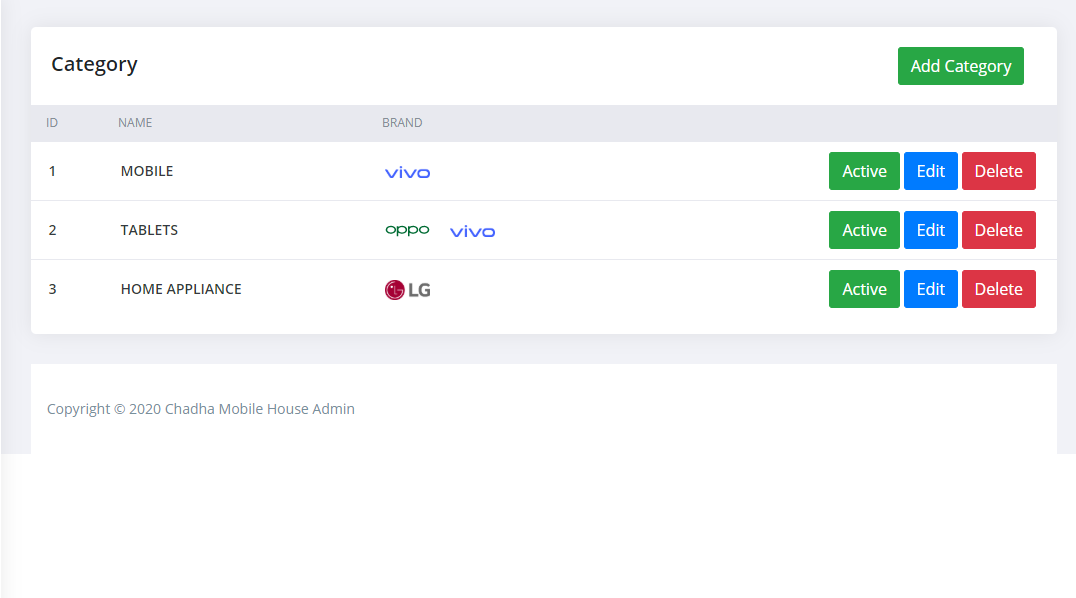 Category Add Category
ID NAME BRAND
1 MOBILE vivo Active Edit Delete
2 TABLETS oppo vivo Active Edit Delete
3 HOME APPLIANCE LG Active Edit Delete
Copyright © 2020 Chadha Mobile House Admin